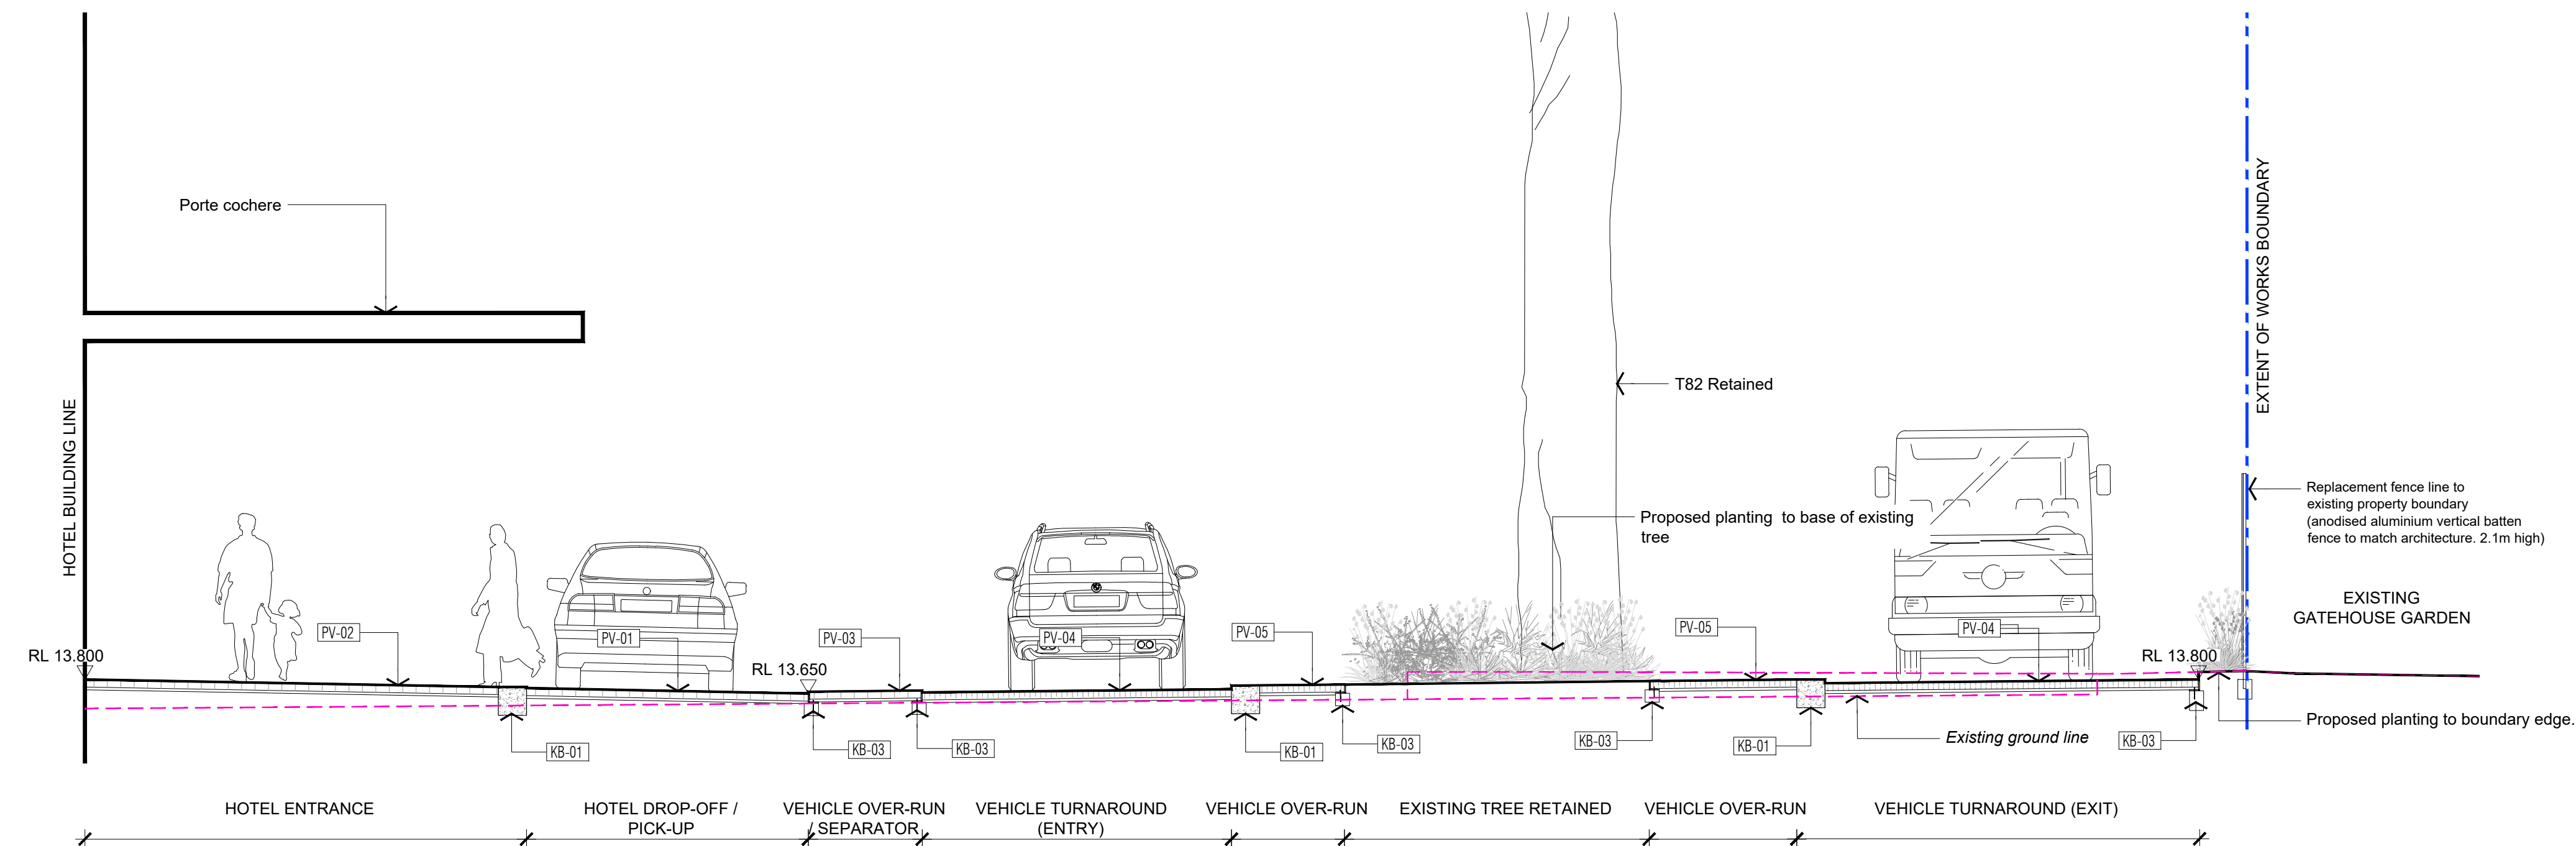 Porte cochere
HOTEL BUILDING LINE
EXTENT OF WORKS BOUNDARY
T82 Retained
Replacement fence line to
existing property boundary
(anodised aluminium vertical batten
fence to match architecture. 2.1m high)
Proposed planting to base of existing
tree
EXISTING
GATEHOUSE GARDEN
PV-02
PV-01
PV-03
PV-04
PV-05
PV-05
PV-04
RL 13.800
RL 13.650
RL 13.800
Proposed planting to boundary edge.
Existing ground line
KB-01
KB-03
KB-03
KB-01
KB-03
KB-03
KB-01
KB-03
HOTEL ENTRANCE
HOTEL DROP-OFF /
PICK-UP
VEHICLE OVER-RUN
/ SEPARATOR
VEHICLE TURNAROUND
(ENTRY)
VEHICLE OVER-RUN
EXISTING TREE RETAINED
VEHICLE OVER-RUN
VEHICLE TURNAROUND (EXIT)